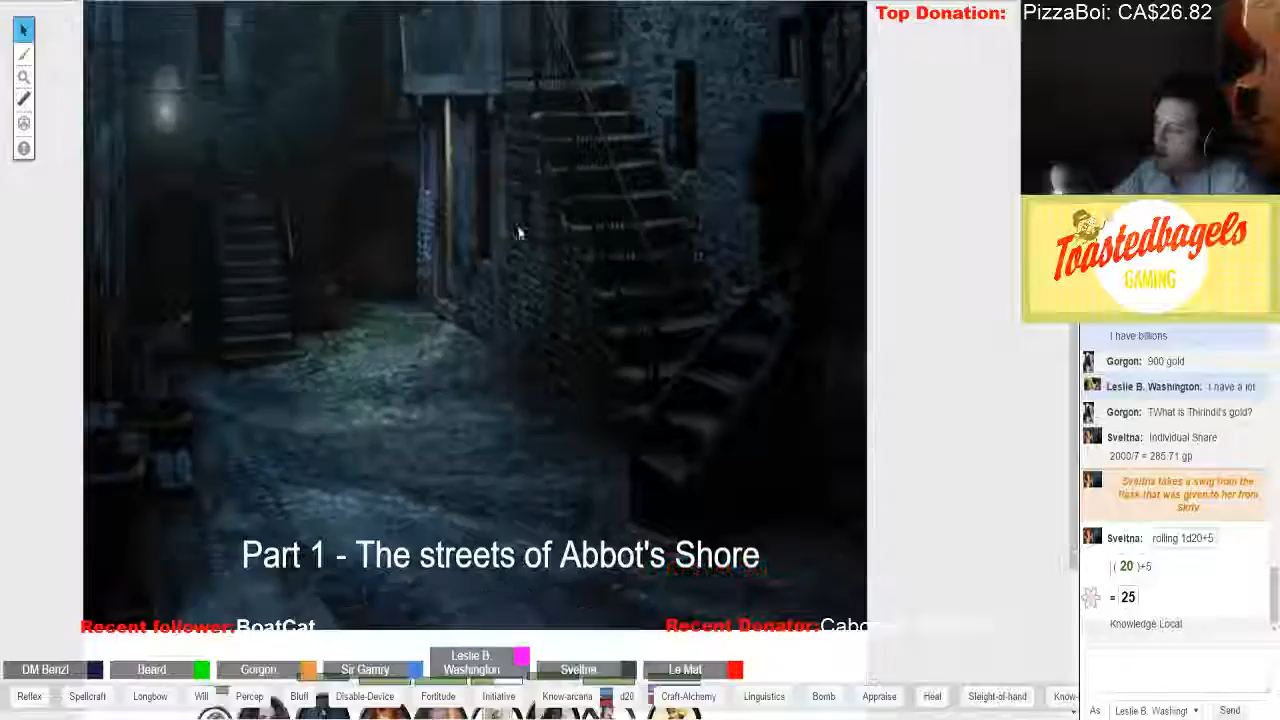 Top Donation: PizzaBoi: CA$26.82
Toastedbagels
GAMING
I have billions
Gorgon: 900 gold
Leslie B. Washington: I have a lot
Gorgon: TWhat is Thirindil's gold?
Sveltna: Individual Share
2000/7 = 285.71 gp
Sveltna takes a swig from the
flask that was given to her from
Skriy
Sveltna: rolling 1d20+5
(20)+5
= 25
Knowledge Local
Part 1 - The streets of Abbot's Shore
Recent follower: BoatCat
Recent Donator: Cabo
DM Benzi Beard Gorgon Sir Gamry Leslie B. Washington Sveltna Le Mat
Reflex Spellcraft Longbow Will Percep Bluff Disable-Device Fortitude Initiative Know-arcana d20 Craft-Alchemy Linguistics Bomb Appraise Heal Sleight-of-hand Know-
As Leslie B. Washingt Send